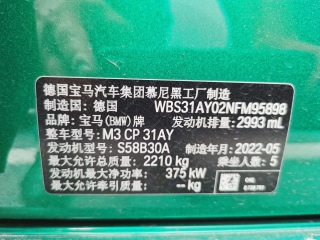 德国宝马汽车集团慕尼黑工厂制造
制造国：德国 WBS31AY02NFM95898
品牌：宝马(BMW)牌 发动机排量：2993 mL
整车型号：M3 CP 31AY
发动机型号：S58B30A 制造年月：2022-05
最大允许总质量：2210 kg 乘坐人数：5
发动机最大净功率：375 kW
最大允许牵引质量：-- kg